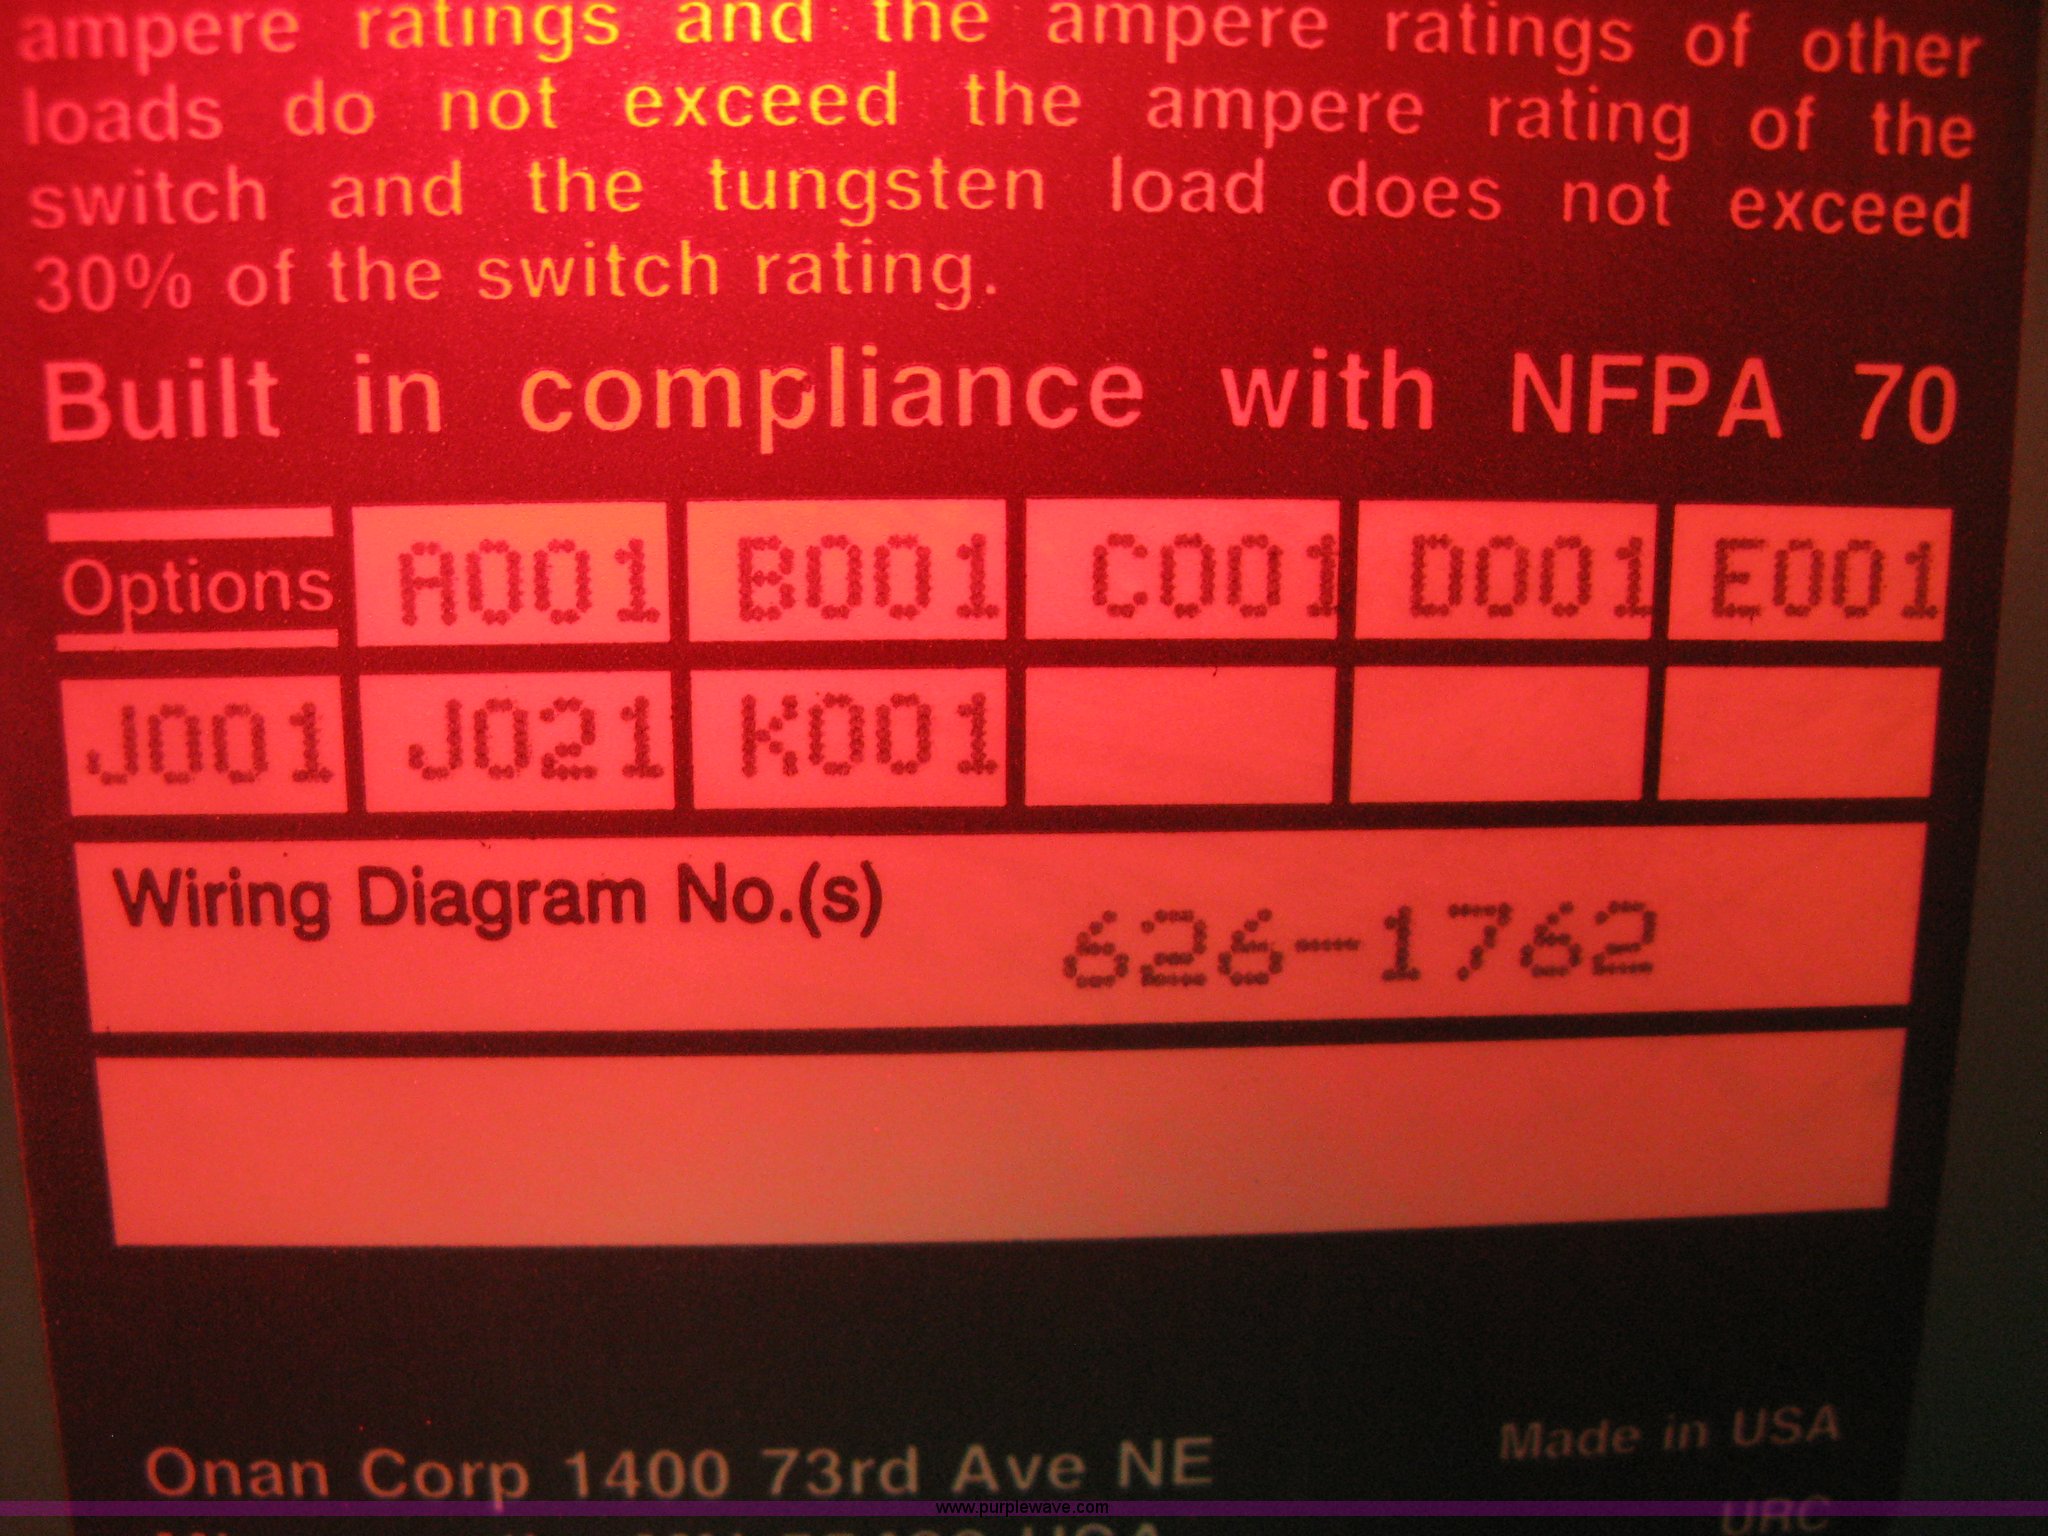 ampere ratings and the ampere ratings of other
loads do not exceed the ampere rating of the
switch and the tungsten load does not exceed
30% of the switch rating.
Built in compliance with NFPA 70
Options A001 B001 C001 D001 E001
J001 J021 K001
Wiring Diagram No.(s) 626-1762
Made in USA
Onan Corp 1400 73rd Ave NE
www.purplewave.com
URC
USA